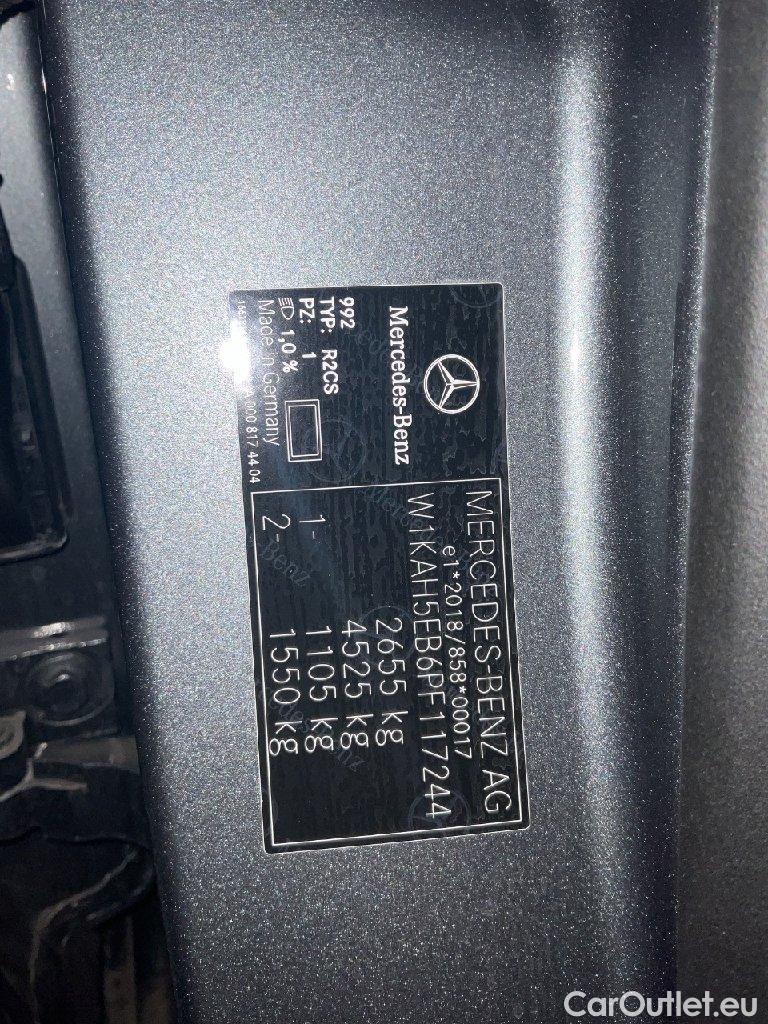 Mercedes-Benz
992
TYP: R2CS
PZ: 1
1,0 %
Made in Germany
A 000 817 44 04
MERCEDES-BENZ AG
e1*2018/858*00017
W1KAH5EB6PF117244
2655 kg
4525 kg
1- 1105 kg
2- 1550 kg
CarOutlet.eu